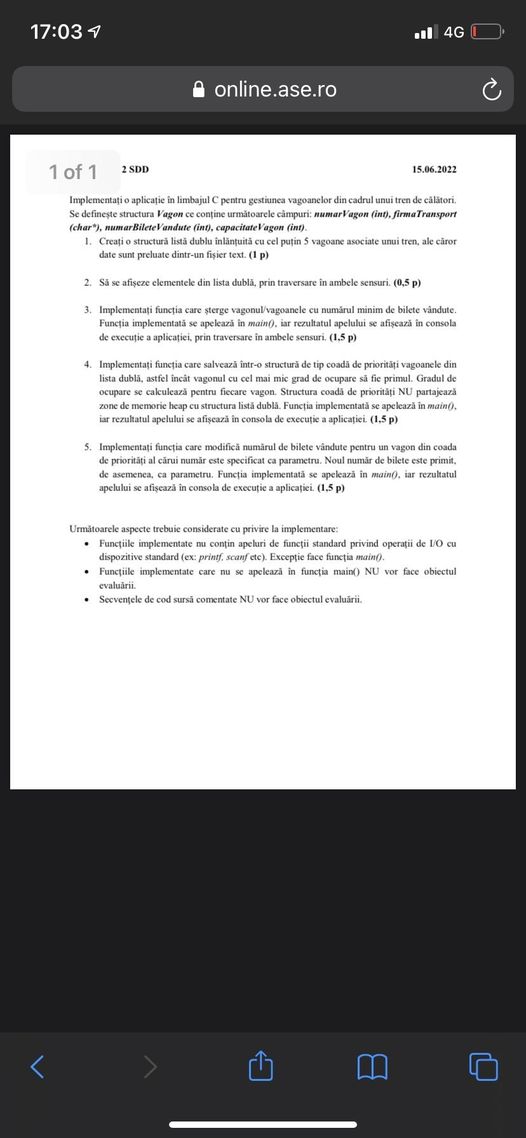 17:03
4G
online.ase.ro
1 of 1
2 SDD 15.06.2022
Implementați o aplicație în limbajul C pentru gestiunea vagoanelor din cadrul unui tren de călători.
Se definește structura Vagon ce conține următoarele câmpuri: numarVagon (int), firmaTransport
(char*), numarBileteVandute (int), capacitateVagon (int).
1. Creați o structură listă dublu înlănțuită cu cel puțin 5 vagoane asociate unui tren, ale căror
date sunt preluate dintr-un fișier text. (1 p)
2. Să se afișeze elementele din lista dublă, prin traversare în ambele sensuri. (0,5 p)
3. Implementați funcția care șterge vagonul/vagoanele cu numărul minim de bilete vândute.
Funcția implementată se apelează în main(), iar rezultatul apelului se afișează în consola
de execuție a aplicației, prin traversare în ambele sensuri. (1,5 p)
4. Implementați funcția care salvează într-o structură de tip coadă de priorități vagoanele din
lista dublă, astfel încât vagonul cu cel mai mic grad de ocupare să fie primul. Gradul de
ocupare se calculează pentru fiecare vagon. Structura coadă de priorități NU partajează
zone de memorie heap cu structura listă dublă. Funcția implementată se apelează în main(),
iar rezultatul apelului se afișează în consola de execuție a aplicației. (1,5 p)
5. Implementați funcția care modifică numărul de bilete vândute pentru un vagon din coada
de priorități al cărui număr este specificat ca parametru. Noul număr de bilete este primit,
de asemenea, ca parametru. Funcția implementată se apelează în main(), iar rezultatul
apelului se afișează în consola de execuție a aplicației. (1,5 p)
Următoarele aspecte trebuie considerate cu privire la implementare:
• Funcțiile implementate nu conțin apeluri de funcții standard privind operații de I/O cu
dispozitive standard (ex: printf, scanf etc). Excepție face funcția main().
• Funcțiile implementate care nu se apelează în funcția main() NU vor face obiectul
evaluării.
• Secvențele de cod sursă comentate NU vor face obiectul evaluării.